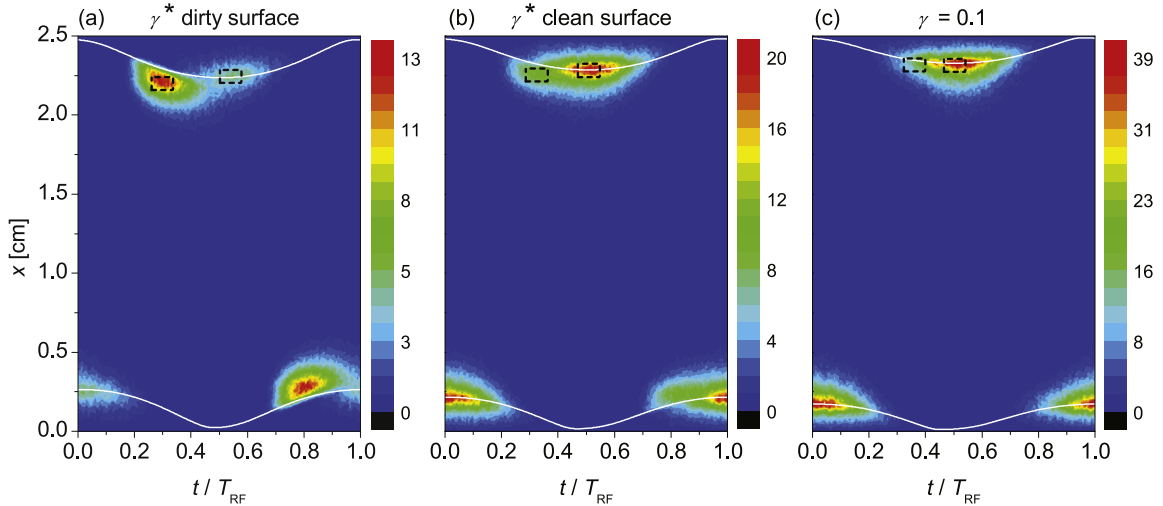 (a) γ* dirty surface
(b) γ* clean surface
(c) γ = 0.1
2.5
2.0
1.5
1.0
0.5
0.0
x [cm]
13
11
8
5
3
0
20
16
12
8
4
0
39
31
23
16
8
0
0.0 0.2 0.4 0.6 0.8 1.0
0.0 0.2 0.4 0.6 0.8 1.0
0.0 0.2 0.4 0.6 0.8 1.0
t / T_RF
t / T_RF
t / T_RF